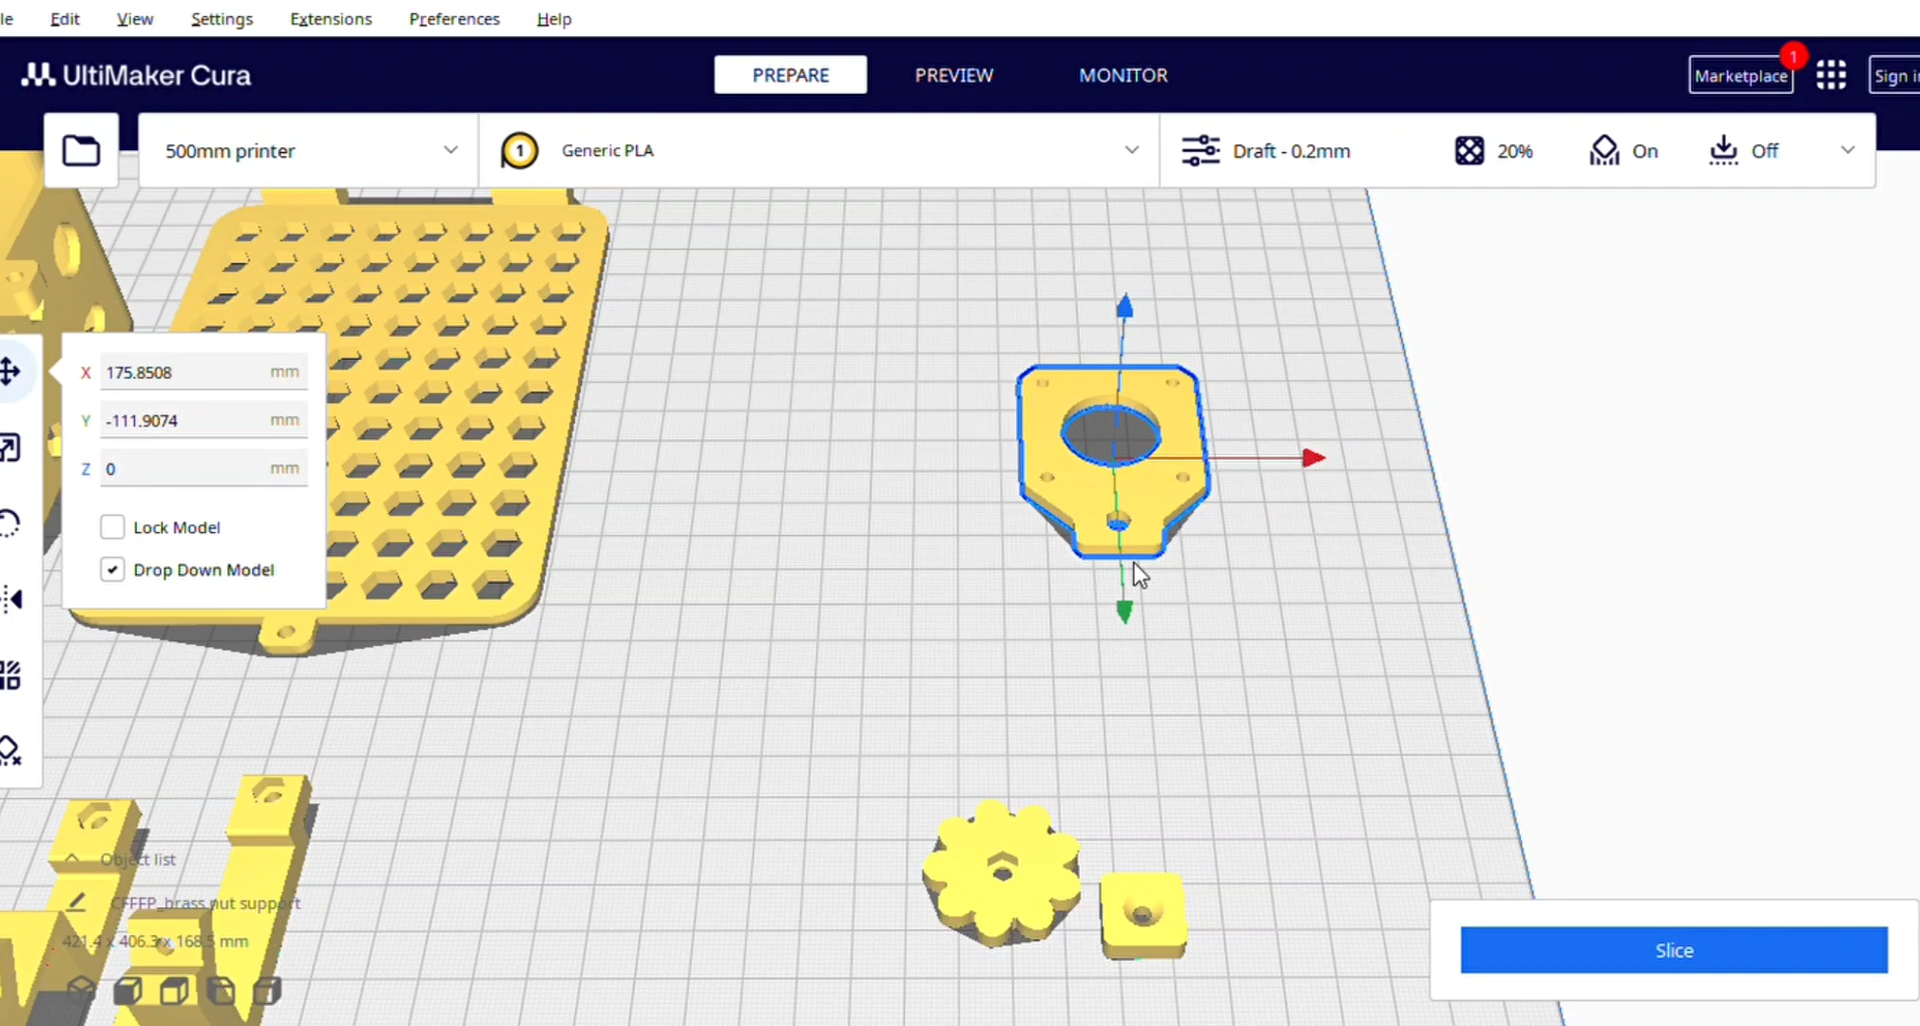 le Edit View Settings Extensions Preferences Help
UltiMaker Cura PREPARE PREVIEW MONITOR Marketplace 1 Sign i
500mm printer 1 Generic PLA Draft - 0.2mm 20% On Off
X 175.8508 mm
Y -111.9074 mm
Z 0 mm
Lock Model
Drop Down Model
Object list
CFFFP_brass nut support
421.4 x 406.3 x 168.5 mm
Slice